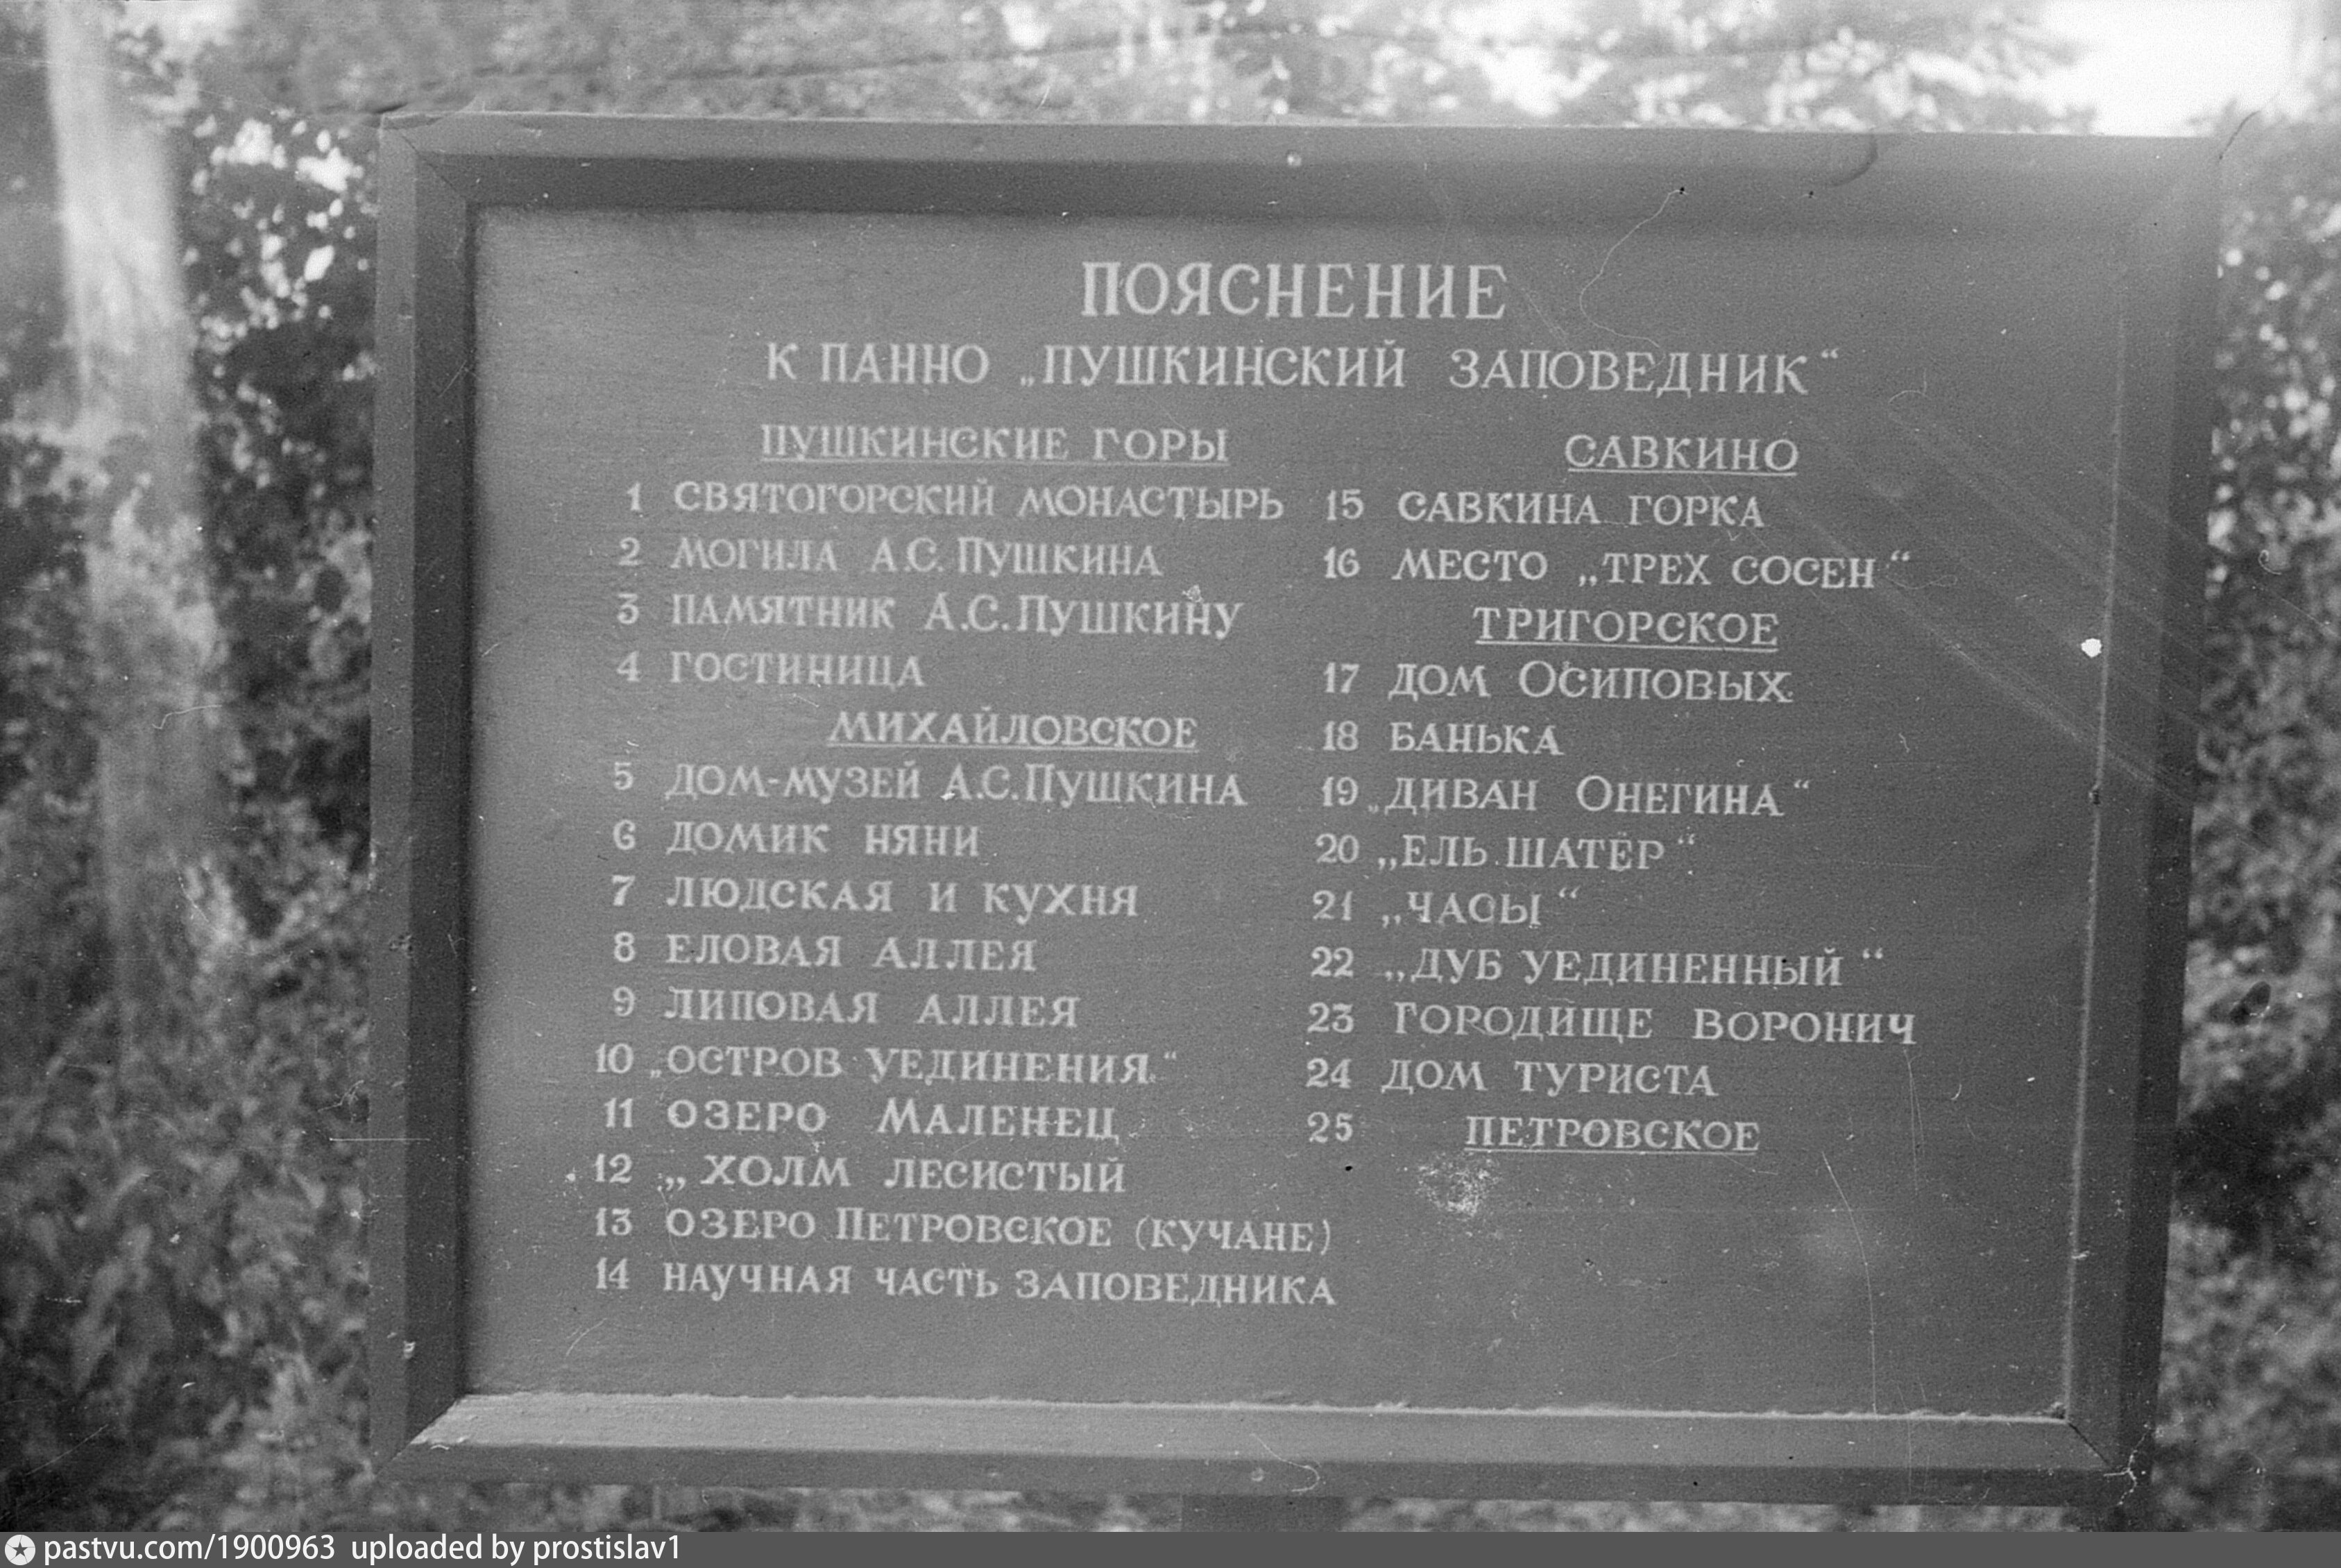 ПОЯСНЕНИЕ
К ПАННО „ПУШКИНСКИЙ ЗАПОВЕДНИК“
ПУШКИНСКИЕ ГОРЫ
1 СВЯТОГОРСКИЙ МОНАСТЫРЬ
2 МОГИЛА А.С. ПУШКИНА
3 ПАМЯТНИК А.С. ПУШКИНУ
4 ГОСТИНИЦА
МИХАЙЛОВСКОЕ
5 ДОМ-МУЗЕЙ А.С. ПУШКИНА
6 ДОМИК НЯНИ
7 ЛЮДСКАЯ И КУХНЯ
8 ЕЛОВАЯ АЛЛЕЯ
9 ЛИПОВАЯ АЛЛЕЯ
10 „ОСТРОВ УЕДИНЕНИЯ“
11 ОЗЕРО МАЛЕНЕЦ
12 „ ХОЛМ ЛЕСИСТЫЙ
13 ОЗЕРО ПЕТРОВСКОЕ (КУЧАНЕ)
14 НАУЧНАЯ ЧАСТЬ ЗАПОВЕДНИКА
САВКИНО
15 САВКИНА ГОРКА
16 МЕСТО „ТРЕХ СОСЕН“
ТРИГОРСКОЕ
17 ДОМ ОСИПОВЫХ
18 БАНЬКА
19 „ДИВАН ОНЕГИНА“
20 „ЕЛЬ ШАТЁР“
21 „ЧАСЫ“
22 „ДУБ УЕДИНЕННЫЙ“
23 ГОРОДИЩЕ ВОРОНИЧ
24 ДОМ ТУРИСТА
25 ПЕТРОВСКОЕ
pastvu.com/1900963 uploaded by prostislav1